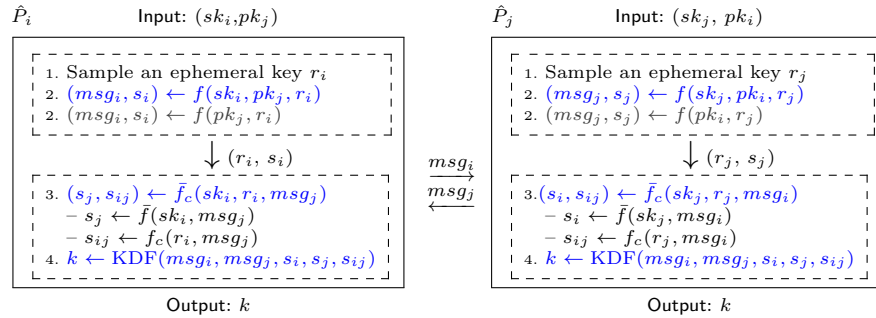 P̂_i Input: (sk_i,pk_j)
1. Sample an ephemeral key r_i
2. (msg_i, s_i) ← f(sk_i, pk_j, r_i)
2. (msg_i, s_i) ← f(pk_j, r_i)
↓ (r_i, s_i)
3. (s_j, s_ij) ← f̄_c(sk_i, r_i, msg_j)
– s_j ← f̄(sk_i, msg_j)
– s_ij ← f_c(r_i, msg_j)
4. k ← KDF(msg_i, msg_j, s_i, s_j, s_ij)
Output: k
msg_i
→
msg_j
←
P̂_j Input: (sk_j, pk_i)
1. Sample an ephemeral key r_j
2. (msg_j, s_j) ← f(sk_j, pk_i, r_j)
2. (msg_j, s_j) ← f(pk_i, r_j)
↓ (r_j, s_j)
3.(s_i, s_ij) ← f̄_c(sk_j, r_j, msg_i)
– s_i ← f̄(sk_j, msg_i)
– s_ij ← f_c(r_j, msg_i)
4. k ← KDF(msg_i, msg_j, s_i, s_j, s_ij)
Output: k